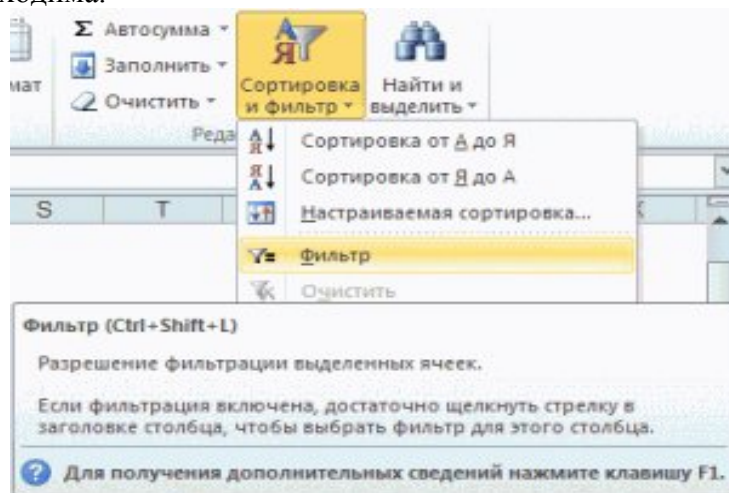 ходима.
Σ Автосумма
Заполнить
Очистить
мат
Сортировка и фильтр
Найти и выделить
Реда
Сортировка от А до Я
Сортировка от Я до А
Настраиваемая сортировка...
Фильтр
Очистить
S T
Фильтр (Ctrl+Shift+L)
Разрешение фильтрации выделенных ячеек.
Если фильтрация включена, достаточно щелкнуть стрелку в
заголовке столбца, чтобы выбрать фильтр для этого столбца.
Для получения дополнительных сведений нажмите клавишу F1.